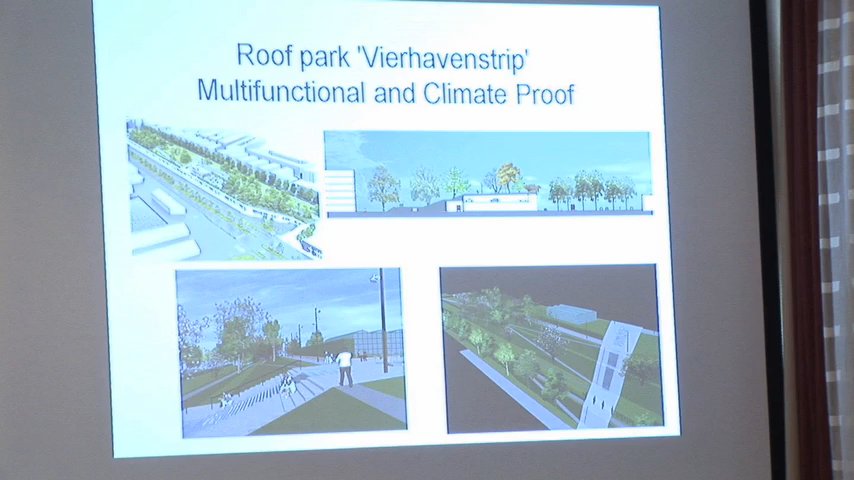 Roof park 'Vierhavenstrip'
Multifunctional and Climate Proof